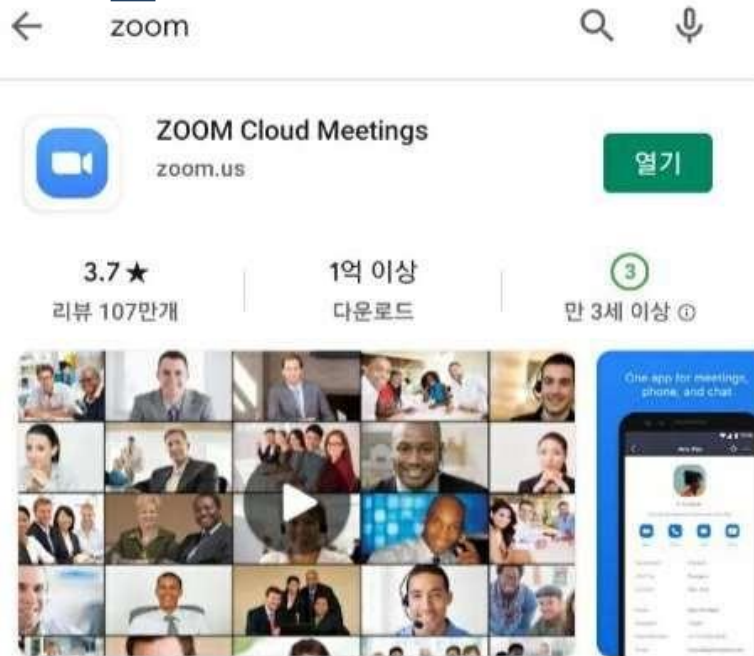 zoom
ZOOM Cloud Meetings
zoom.us
열기
3.7 ★
리뷰 107만개
1억 이상
다운로드
3
만 3세 이상 ⓘ
One app for meetings,
phone, and chat